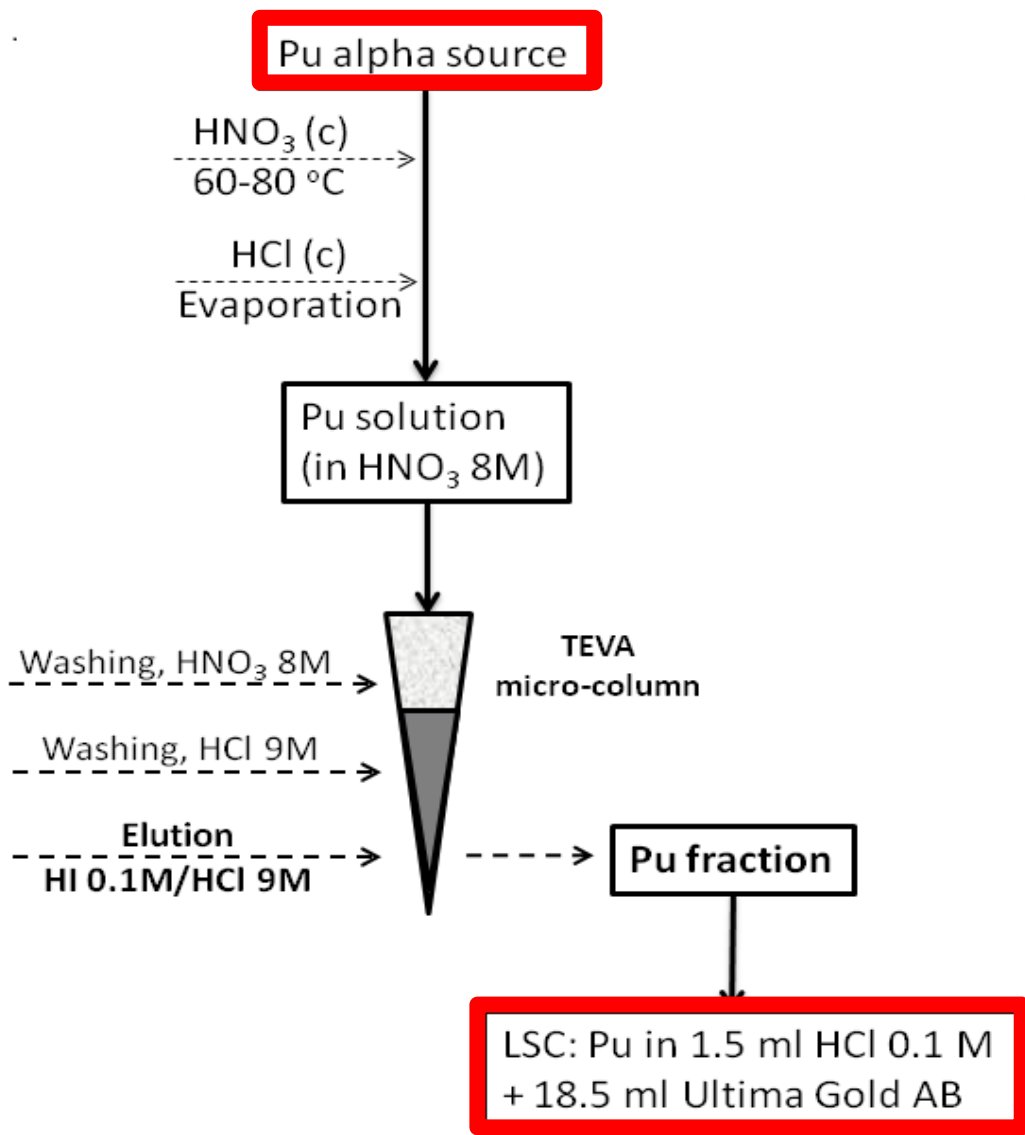 Pu alpha source
HNO₃ (c)
60-80 °C
HCl (c)
Evaporation
Pu solution
(in HNO₃ 8M)
Washing, HNO₃ 8M
TEVA
micro-column
Washing, HCl 9M
Elution
HI 0.1M/HCl 9M
Pu fraction
LSC: Pu in 1.5 ml HCl 0.1 M
+ 18.5 ml Ultima Gold AB